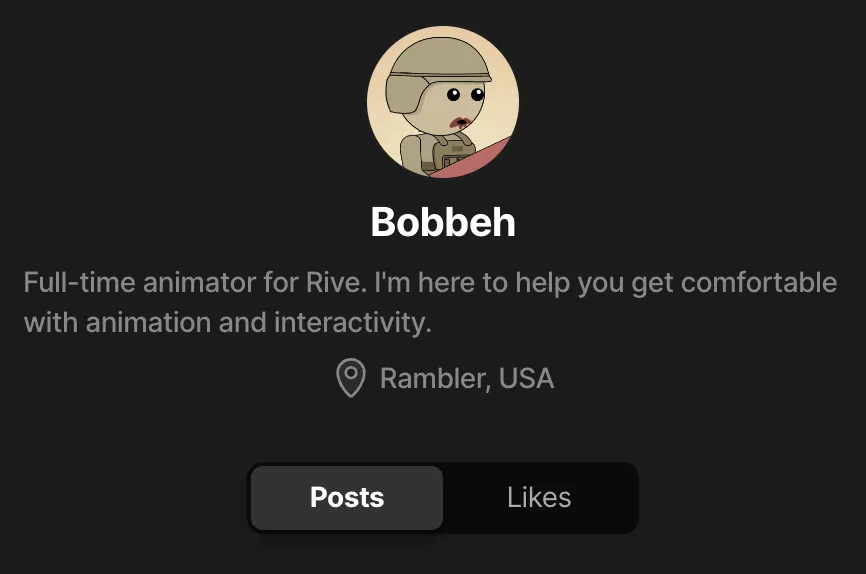 Bobbeh
Full-time animator for Rive. I'm here to help you get comfortable
with animation and interactivity.
Rambler, USA
Posts
Likes